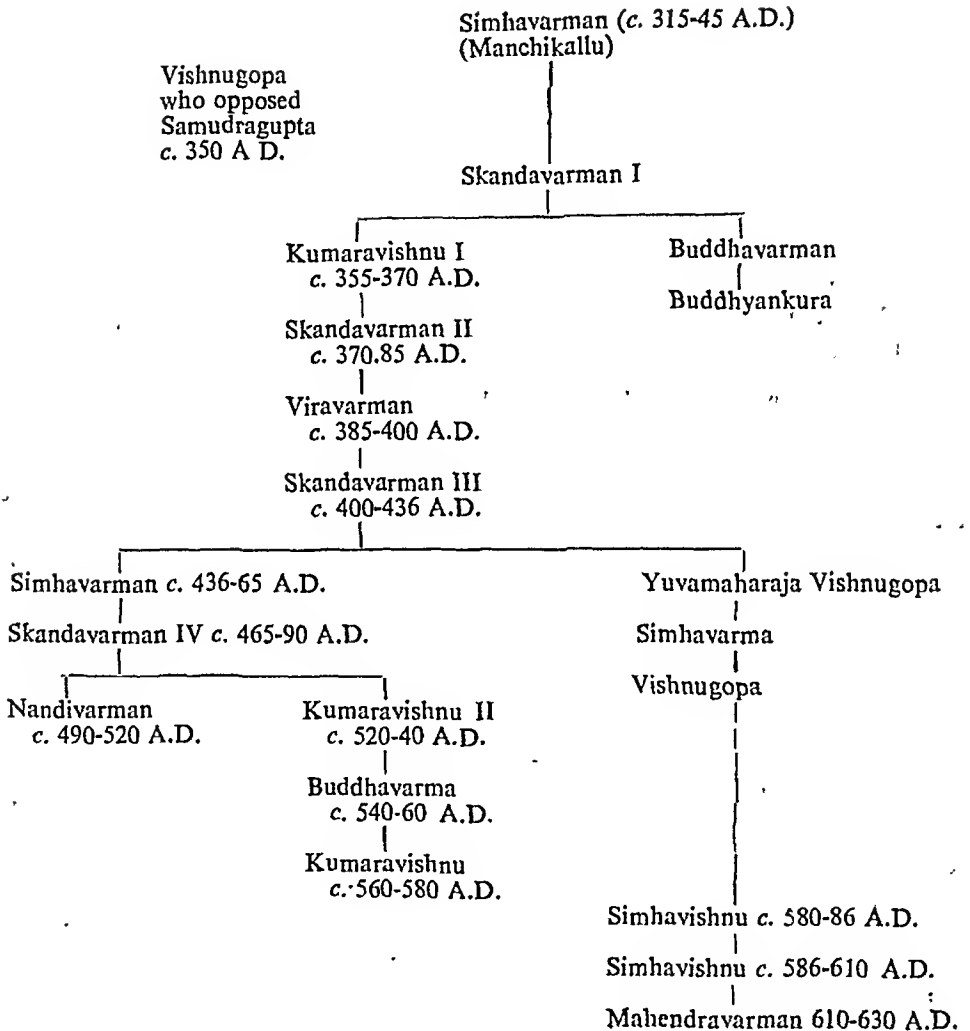 Simhavarman (c. 315-45 A.D.)
(Manchikallu)
Vishnugopa
who opposed
Samudragupta
c. 350 A D.
Skandavarman I
Kumaravishnu I
c. 355-370 A.D.
Buddhavarman
Buddhyankura
Skandavarman II
c. 370.85 A.D.
Viravarman
c. 385-400 A.D.
Skandavarman III
c. 400-436 A.D.
Simhavarman c. 436-65 A.D.
Yuvamaharaja Vishnugopa
Skandavarman IV c. 465-90 A.D.
Simhavarma
Vishnugopa
Nandivarman
c. 490-520 A.D.
Kumaravishnu II
c. 520-40 A.D.
Buddhavarma
c. 540-60 A.D.
Kumaravishnu
c. 560-580 A.D.
Simhavishnu c. 580-86 A.D.
Simhavishnu c. 586-610 A.D.
Mahendravarman 610-630 A.D.